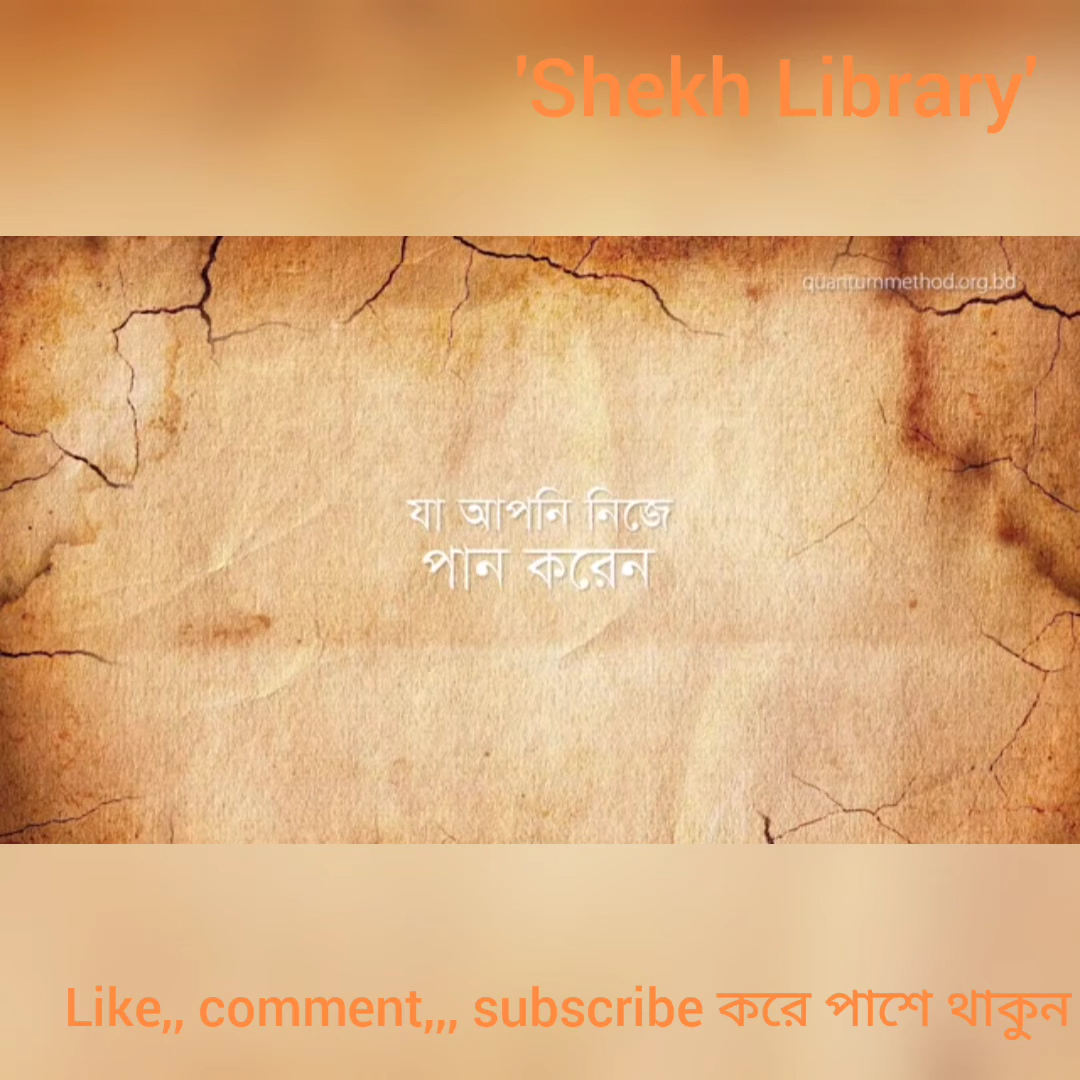 'Shekh Library'
quantummethod.org.bd
যা আপনি নিজে
পান করেন
Like,, comment,,, subscribe করে পাশে থাকুন